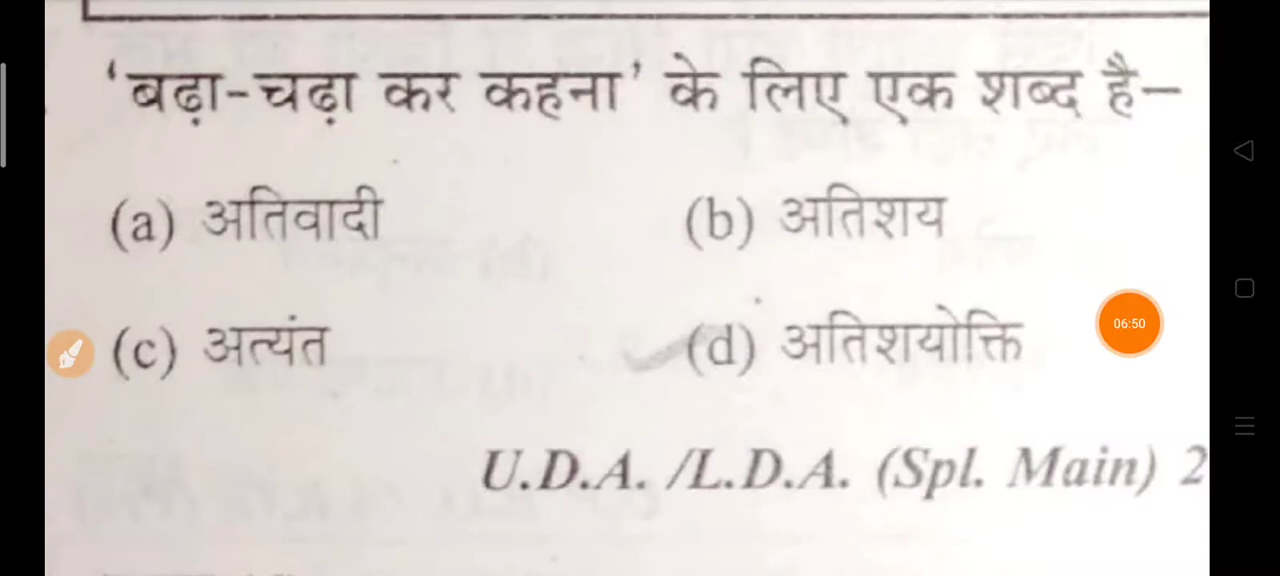 'बढ़ा-चढ़ा कर कहना' के लिए एक शब्द है–
(a) अतिवादी (b) अतिशय
(c) अत्यंत (d) अतिशयोक्ति
06:50
U.D.A. /L.D.A. (Spl. Main) 2